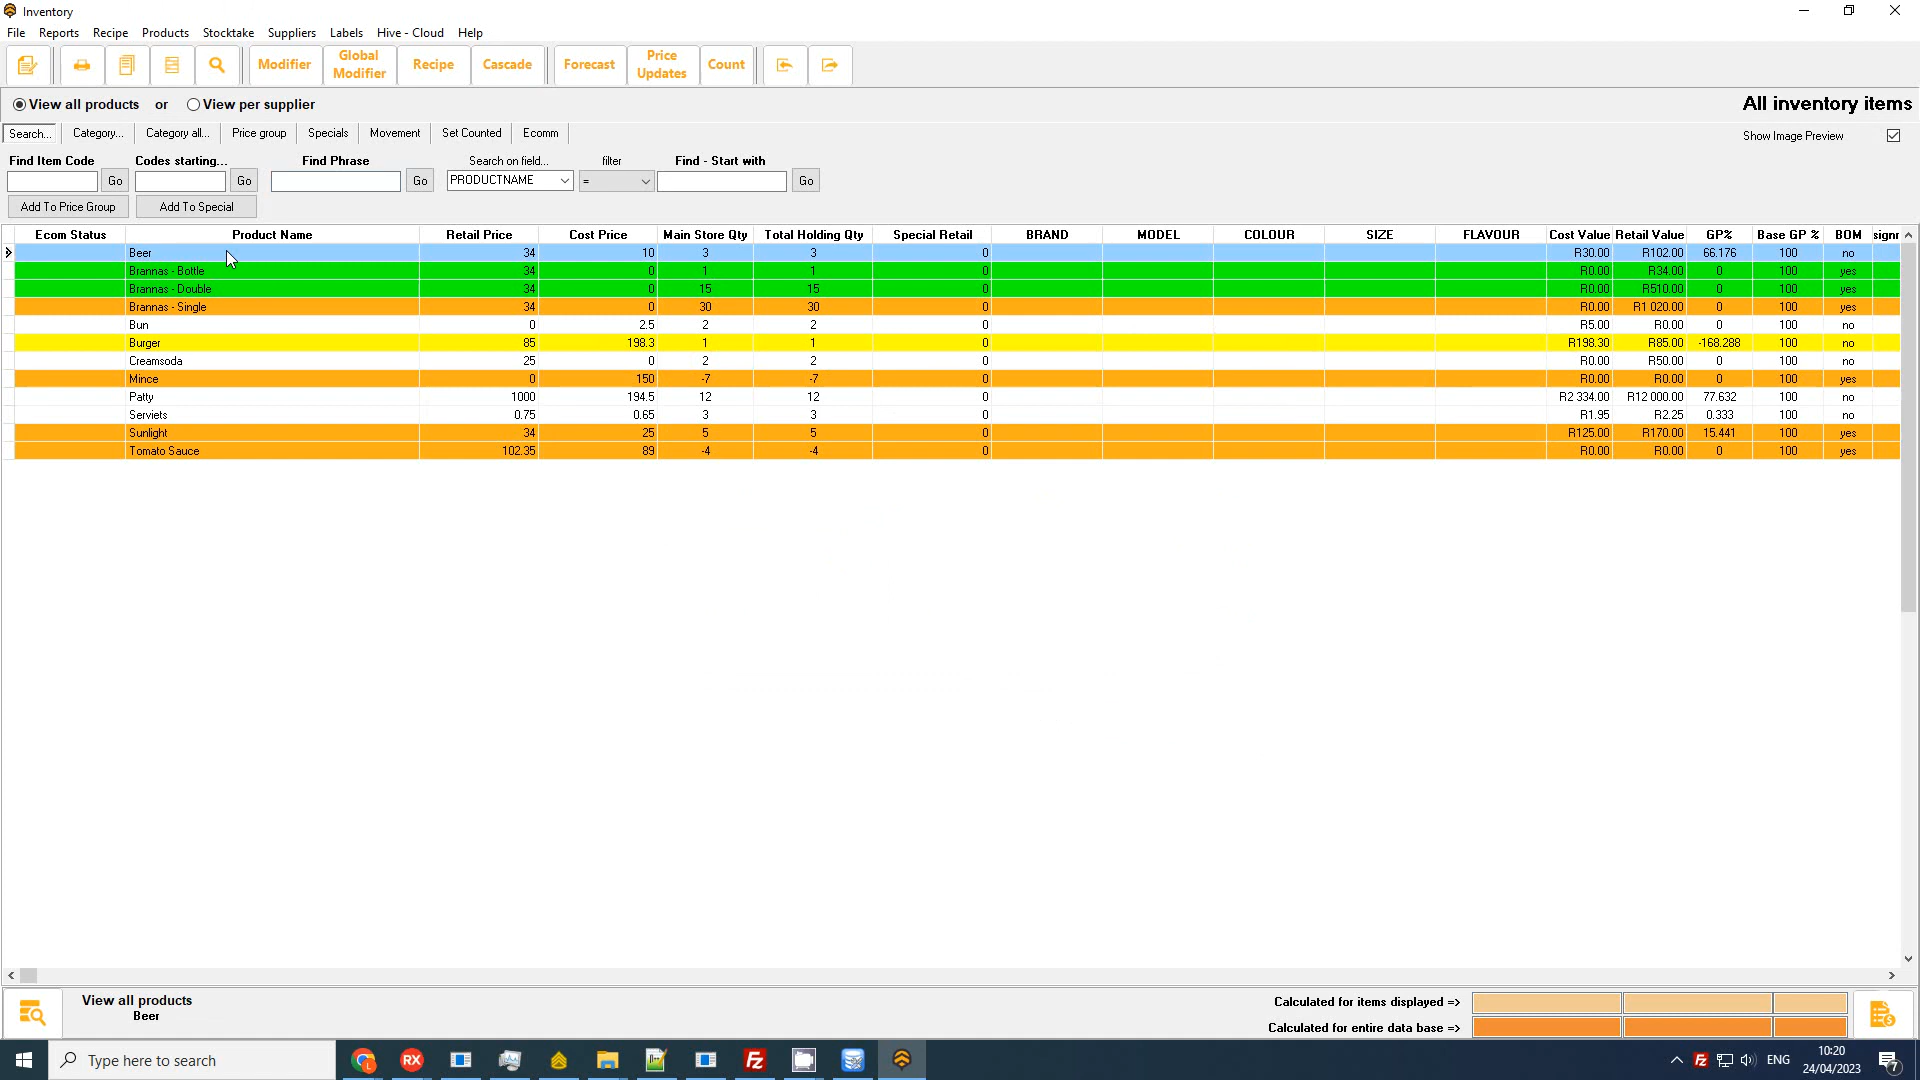 Inventory
File Reports Recipe Products Stocktake Suppliers Labels Hive - Cloud Help
Modifier Global Modifier Recipe Cascade Forecast Price Updates Count
View all products or View per supplier All inventory items
Search... Category... Category all... Price group Specials Movement Set Counted Ecomm Show Image Preview
Find Item Code Codes starting... Find Phrase Search on field... filter Find - Start with
Go Go Go PRODUCTNAME = Go
Add To Price Group Add To Special
Ecom Status Product Name Retail Price Cost Price Main Store Qty Total Holding Qty Special Retail BRAND MODEL COLOUR SIZE FLAVOUR Cost Value Retail Value GP% Base GP % BOM signr
Beer 34 10 3 3 0 R30.00 R102.00 66.176 100 no
Brannas - Bottle 34 0 1 1 0 R0.00 R34.00 0 100 yes
Brannas - Double 34 0 15 15 0 R0.00 R510.00 0 100 yes
Brannas - Single 34 0 30 30 0 R0.00 R1 020.00 0 100 yes
Bun 0 2.5 2 2 0 R5.00 R0.00 0 100 no
Burger 85 198.3 1 1 0 R198.30 R85.00 -168.288 100 no
Creamsoda 25 0 2 2 0 R0.00 R50.00 0 100 no
Mince 0 150 -7 -7 0 R0.00 R0.00 0 100 yes
Patty 1000 194.5 12 12 0 R2 334.00 R12 000.00 77.632 100 no
Serviets 0.75 0.65 3 3 0 R1.95 R2.25 0.333 100 no
Sunlight 34 25 5 5 0 R125.00 R170.00 15.441 100 yes
Tomato Sauce 102.35 89 -4 -4 0 R0.00 R0.00 0 100 yes
View all products Calculated for items displayed =>
Beer
Calculated for entire data base =>
Type here to search RX Fz Fz ENG 10:20
24/04/2023 7